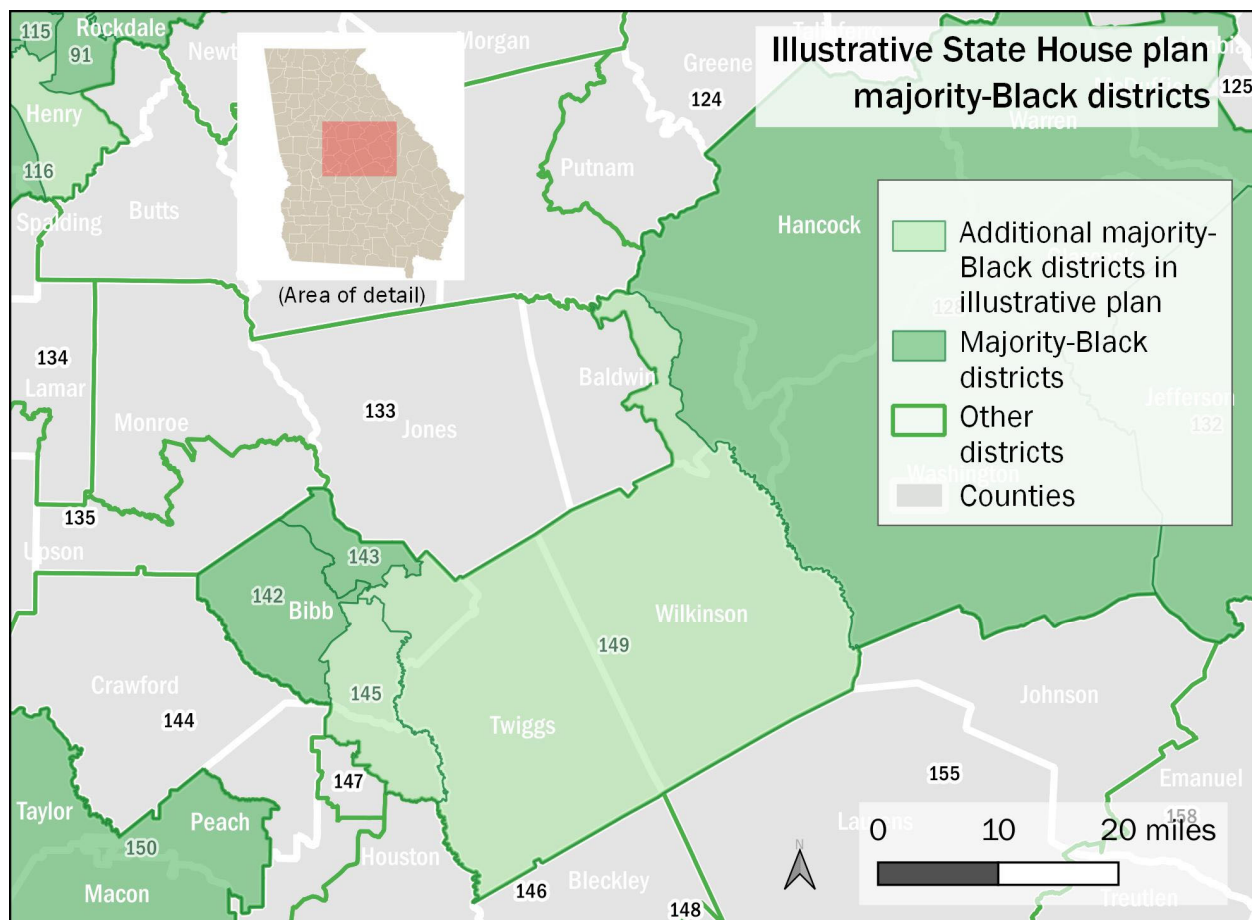 Rockdale
115
91
Morgan
Greene
124
125
Illustrative State House plan
majority-Black districts
Warren
Henry
116
Spalding
Butts
Putnam
Hancock
(Area of detail)
Additional majority-
Black districts in
illustrative plan
Majority-Black
districts
Other
districts
Counties
134
Lamar
Monroe
133
Jones
Baldwin
Jefferson
132
Washington
135
Upson
143
142
Bibb
Wilkinson
149
145
Crawford
144
Twiggs
Johnson
147
155
Emanuel
158
Taylor
Peach
150
Macon
Houston
146
Bleckley
148
N
0 10 20 miles
Treutlen